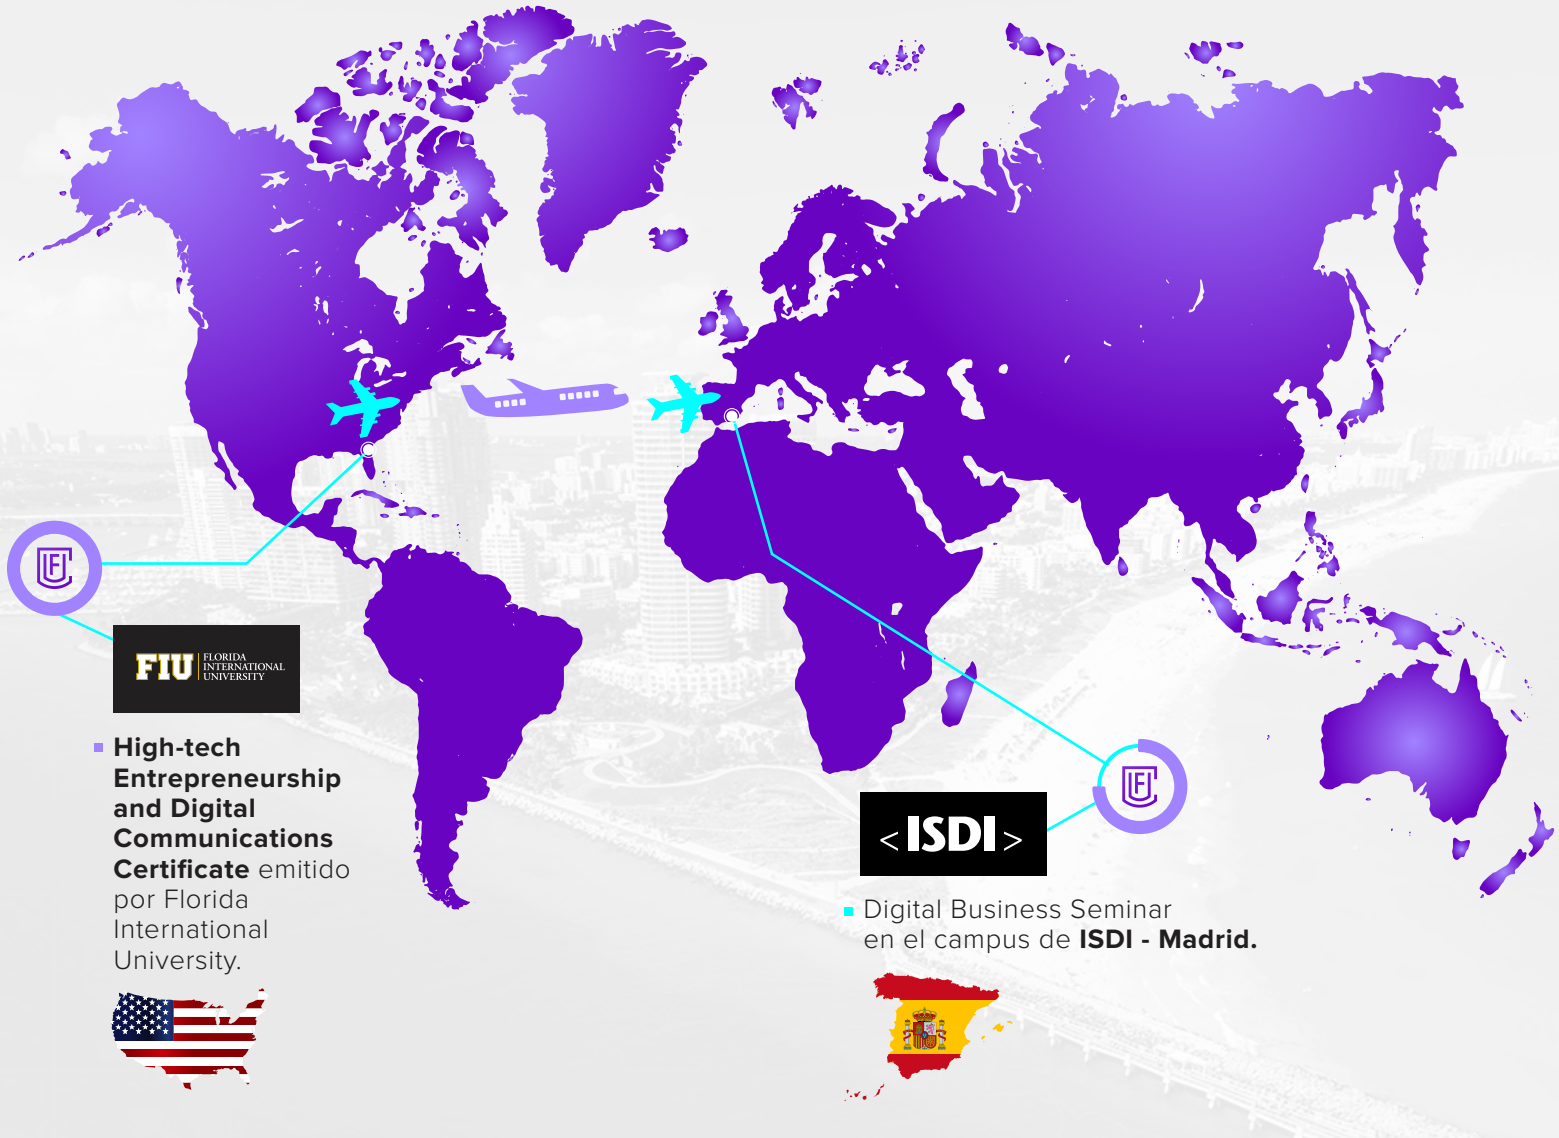 FIU
FLORIDA
INTERNATIONAL
UNIVERSITY
High-tech
Entrepreneurship
and Digital
Communications
Certificate emitido
por Florida
International
University.
<ISDI>
Digital Business Seminar
en el campus de ISDI - Madrid.